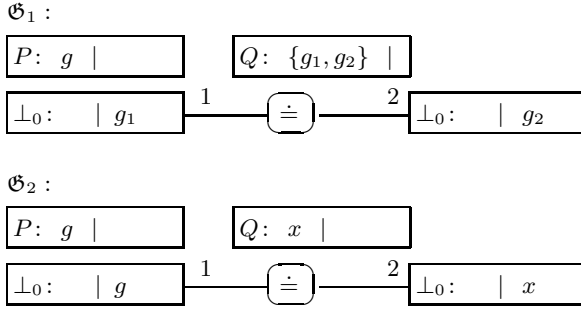 𝔊₁ :
P: g | Q: {g₁, g₂} |
⊥₀: | g₁ 1 ≐ 2 ⊥₀: | g₂
𝔊₂ :
P: g | Q: x |
⊥₀: | g 1 ≐ 2 ⊥₀: | x